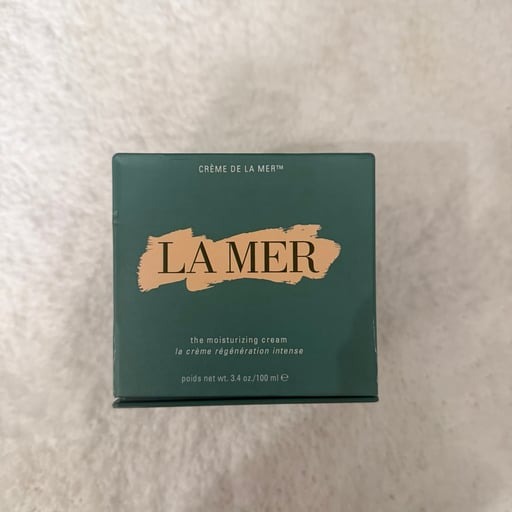 CRÈME DE LA MER™
LA MER
the moisturizing cream
la crème régénération intense
poids net wt. 3.4 oz./100 ml ℮